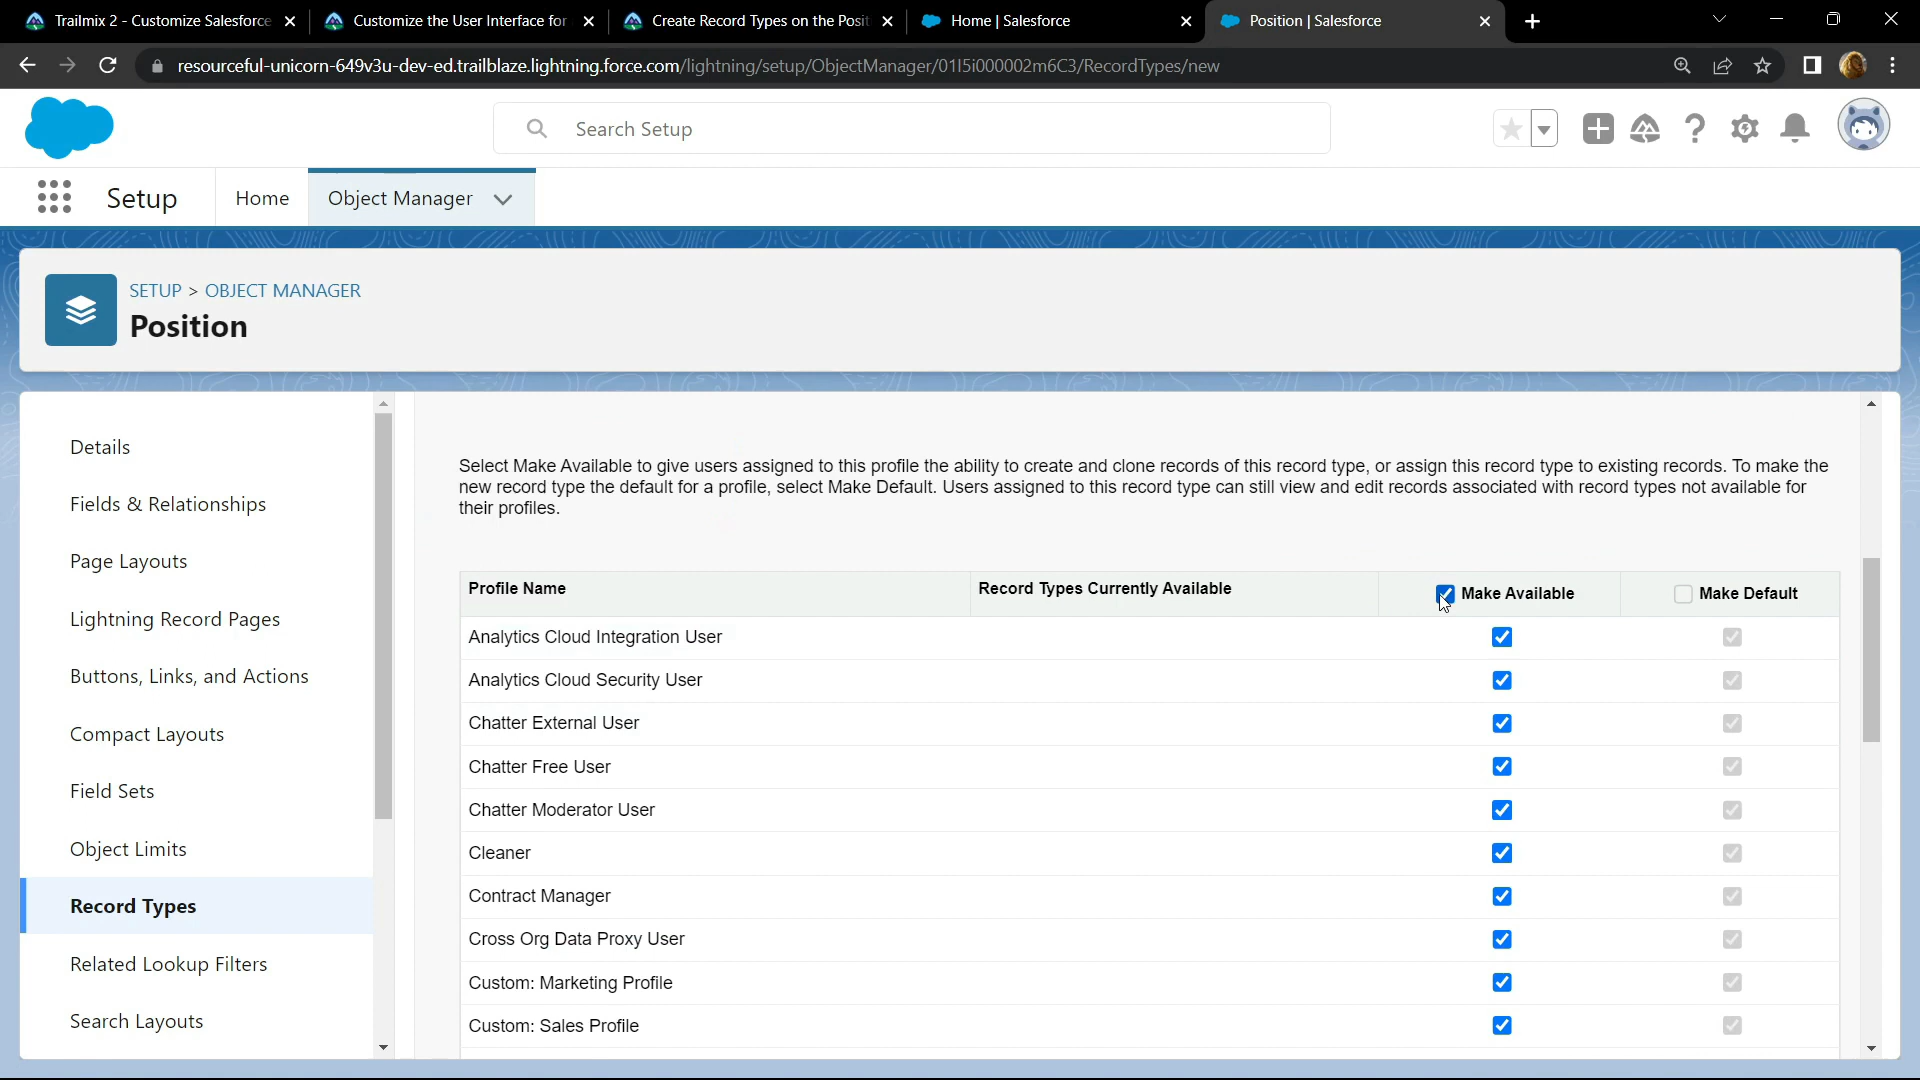 Trailmix 2 - Customize Salesforce
Customize the User Interface for
Create Record Types on the Posit
Home | Salesforce
Position | Salesforce
resourceful-unicorn-649v3u-dev-ed.trailblaze.lightning.force.com/lightning/setup/ObjectManager/01I5i000002m6C3/RecordTypes/new
Search Setup
Setup
Home
Object Manager
SETUP > OBJECT MANAGER
Position
Details
Fields & Relationships
Page Layouts
Lightning Record Pages
Buttons, Links, and Actions
Compact Layouts
Field Sets
Object Limits
Record Types
Related Lookup Filters
Search Layouts
Select Make Available to give users assigned to this profile the ability to create and clone records of this record type, or assign this record type to existing records. To make the
new record type the default for a profile, select Make Default. Users assigned to this record type can still view and edit records associated with record types not available for
their profiles.
Profile Name Record Types Currently Available Make Available Make Default
Analytics Cloud Integration User
Analytics Cloud Security User
Chatter External User
Chatter Free User
Chatter Moderator User
Cleaner
Contract Manager
Cross Org Data Proxy User
Custom: Marketing Profile
Custom: Sales Profile